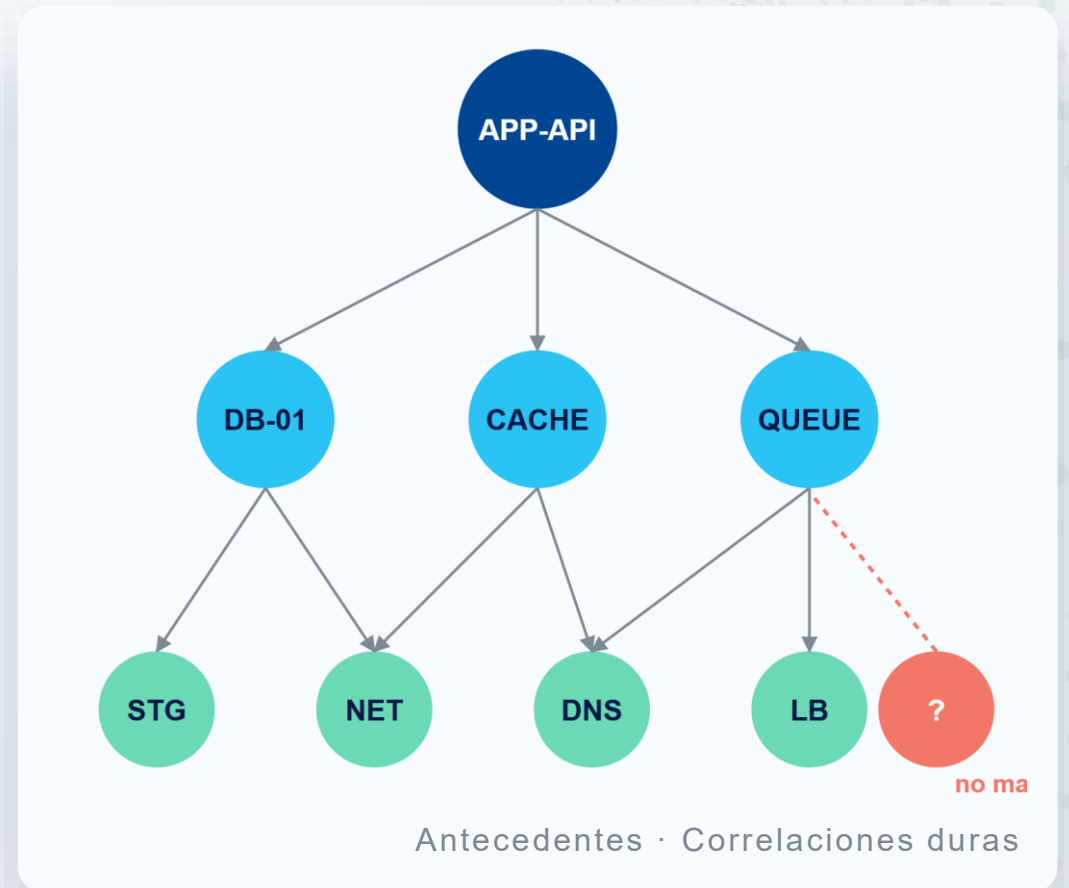 APP-API
DB-01 CACHE QUEUE
STG NET DNS LB ?
no ma
Antecedentes · Correlaciones duras